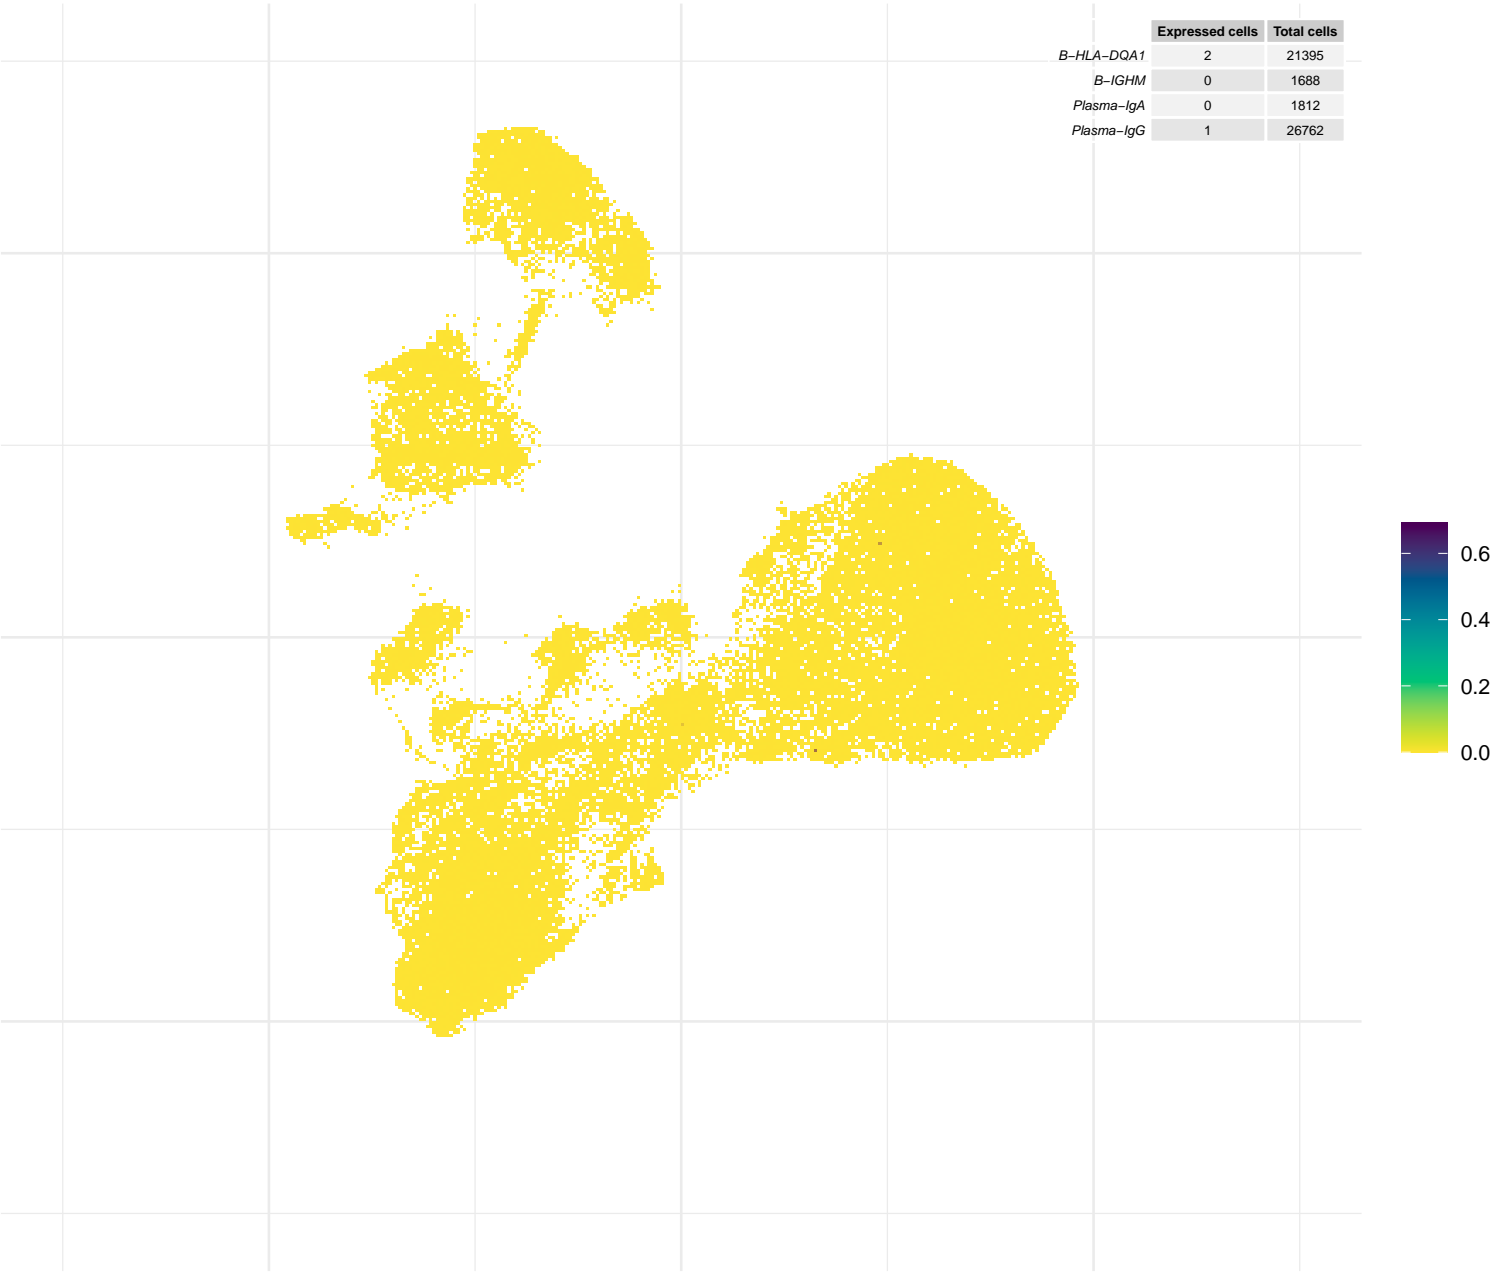 Expressed cells Total cells
B−HLA−DQA1 2 21395
B−IGHM 0 1688
Plasma−IgA 0 1812
Plasma−IgG 1 26762
0.6
0.4
0.2
0.0